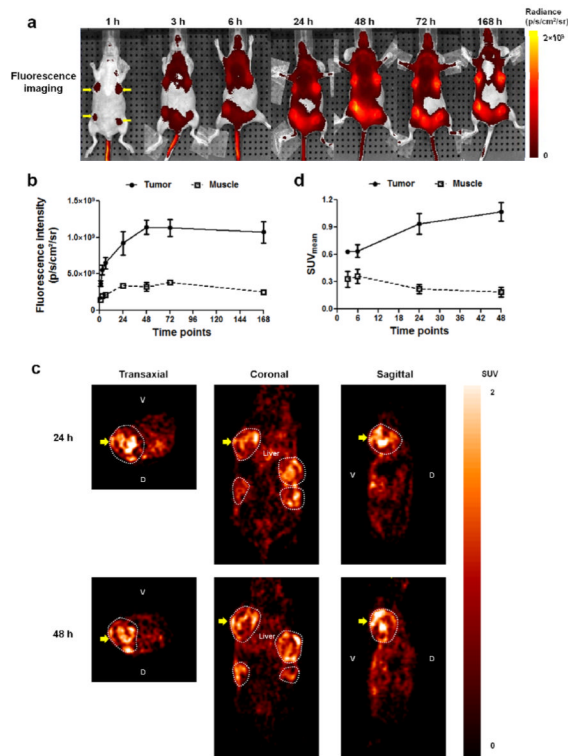 a
1 h 3 h 6 h 24 h 48 h 72 h 168 h
Radiance
(p/s/cm²/sr)
Fluorescence
imaging
2×10⁹
0
b
Tumor Muscle
Fluorescence intensity
(p/s/cm²/sr)
1.5×10⁹
1.0×10⁹
0
0 24 48 72 96 120 144 168
Time points
d
Tumor Muscle
SUVmean
1.2
0.9
0.6
0.3
0.0
0 6 12 18 24 30 36 42 48
Time points
c
Transaxial Coronal Sagittal
SUV
2
24 h
V
D
Liver
V D
48 h
V
D
Liver
V D
0